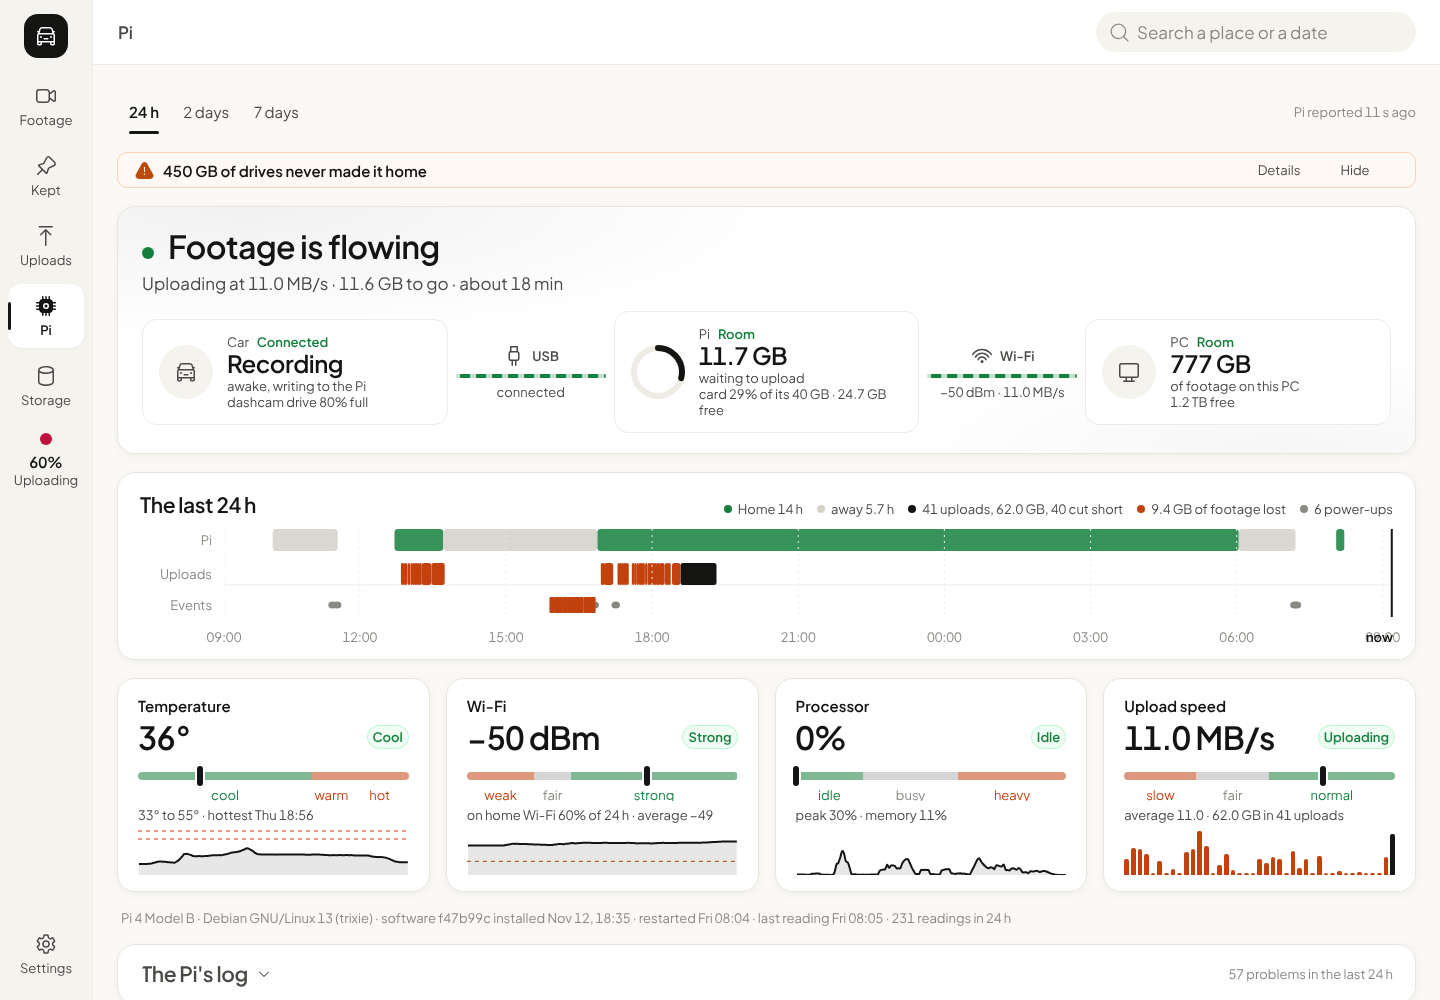 Pi
Search a place or a date
Footage
Kept
Uploads
Pi
Storage
60%
Uploading
Settings
24 h
2 days
7 days
Pi reported 11 s ago
450 GB of drives never made it home
Details
Hide
Footage is flowing
Uploading at 11.0 MB/s · 11.6 GB to go · about 18 min
Car Connected
Recording
awake, writing to the Pi
dashcam drive 80% full
USB
connected
Pi Room
11.7 GB
waiting to upload
card 29% of its 40 GB · 24.7 GB
free
Wi-Fi
−50 dBm · 11.0 MB/s
PC Room
777 GB
of footage on this PC
1.2 TB free
The last 24 h
Home 14 h
away 5.7 h
41 uploads, 62.0 GB, 40 cut short
9.4 GB of footage lost
6 power-ups
Pi
Uploads
Events
09:00
12:00
15:00
18:00
21:00
00:00
03:00
06:00
now
Temperature
36°
Cool
cool
warm
hot
33° to 55° · hottest Thu 18:56
Wi-Fi
−50 dBm
Strong
weak
fair
strong
on home Wi-Fi 60% of 24 h · average −49
Processor
0%
Idle
idle
busy
heavy
peak 30% · memory 11%
Upload speed
11.0 MB/s
Uploading
slow
fair
normal
average 11.0 · 62.0 GB in 41 uploads
Pi 4 Model B · Debian GNU/Linux 13 (trixie) · software f47b99c installed Nov 12, 18:35 · restarted Fri 08:04 · last reading Fri 08:05 · 231 readings in 24 h
The Pi's log
57 problems in the last 24 h